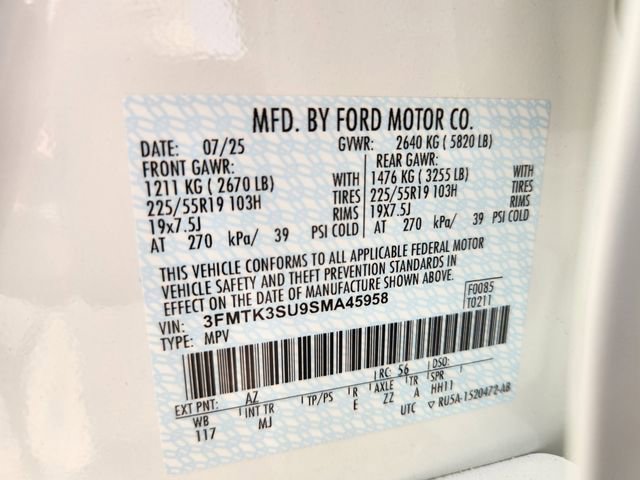 MFD. BY FORD MOTOR CO.
DATE: 07/25 GVWR: 2640 KG ( 5820 LB)
FRONT GAWR: REAR GAWR:
1211 KG ( 2670 LB) WITH 1476 KG ( 3255 LB) WITH
225/55R19 103H TIRES 225/55R19 103H TIRES
19x7.5J RIMS 19x7.5J RIMS
AT 270 kPa/ 39 PSI COLD AT 270 kPa/ 39 PSI COLD
THIS VEHICLE CONFORMS TO ALL APPLICABLE FEDERAL MOTOR
VEHICLE SAFETY AND THEFT PREVENTION STANDARDS IN
EFFECT ON THE DATE OF MANUFACTURE SHOWN ABOVE.
VIN: 3FMTK3SU9SMA45958 F0085
TYPE: MPV T0211
EXT PNT: AZ RC: 56 DSO:
WB INT TR TP/PS R AXLE TR SPR
117 MJ E ZZ A HH11
UTC ▽ RU5A-1520472-AB